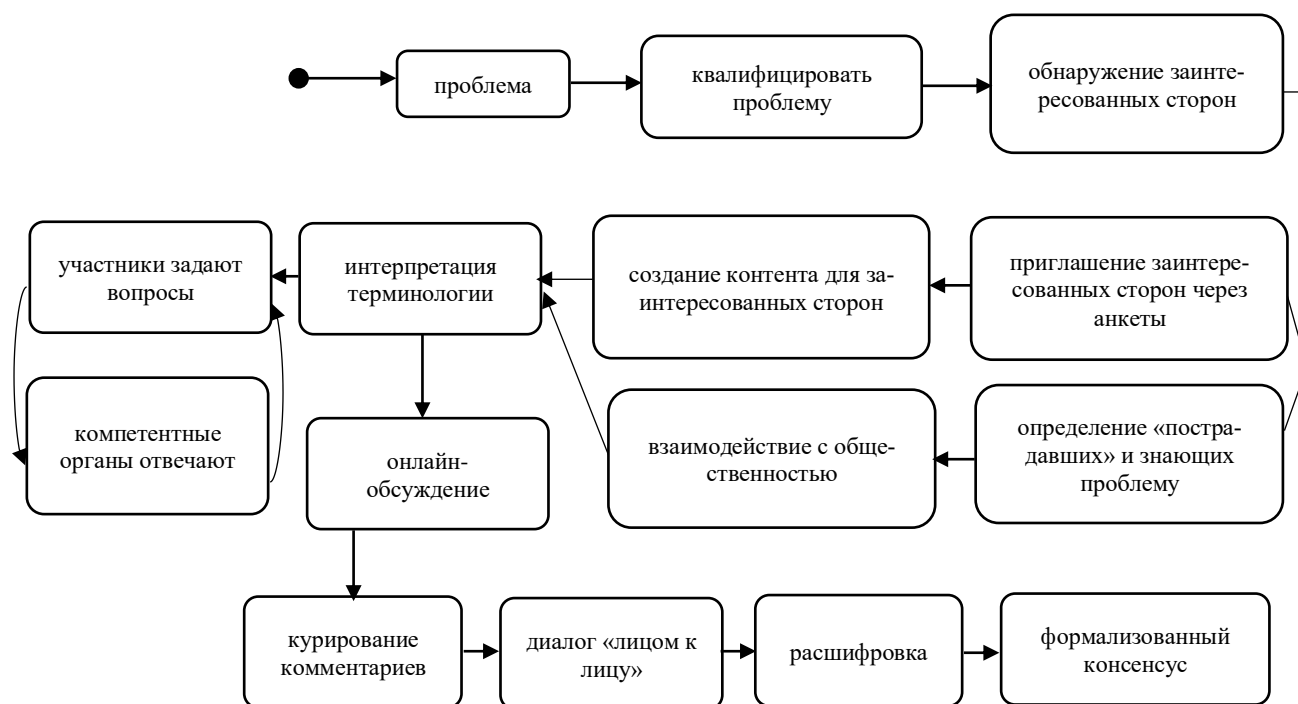 проблема
квалифицировать
проблему
обнаружение заинте-
ресованных сторон
участники задают
вопросы
интерпретация
терминологии
создание контента для за-
интересованных сторон
приглашение заинтере-
сованных сторон через
анкеты
компетентные
органы отвечают
онлайн-
обсуждение
взаимодействие с обще-
ственностью
определение «постра-
давших» и знающих
проблему
курирование
комментариев
диалог «лицом к
лицу»
расшифровка
формализованный
консенсус